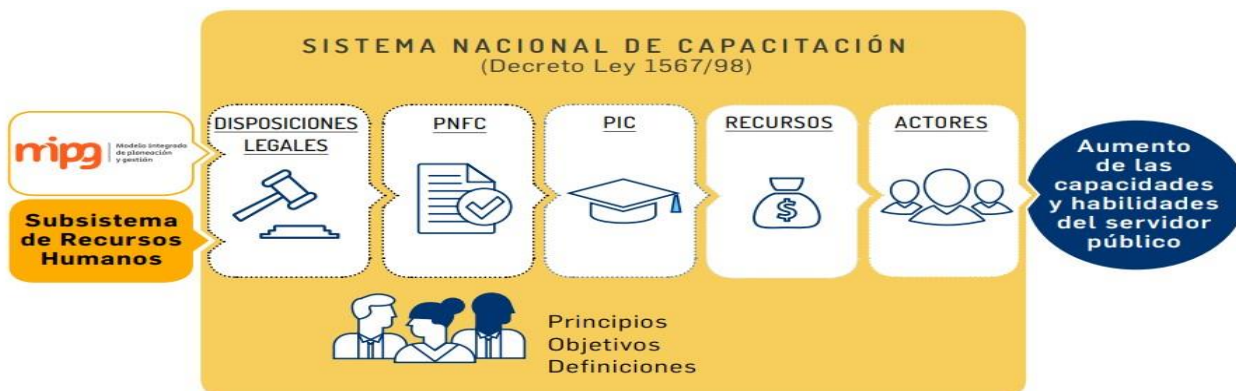 SISTEMA NACIONAL DE CAPACITACIÓN
(Decreto Ley 1567/98)
mipg
Modelo integrado
de planeación
y gestión
Subsistema
de Recursos
Humanos
DISPOSICIONES
LEGALES
PNFC
PIC
RECURSOS
$
ACTORES
Aumento
de las
capacidades
y habilidades
del servidor
público
Principios
Objetivos
Definiciones